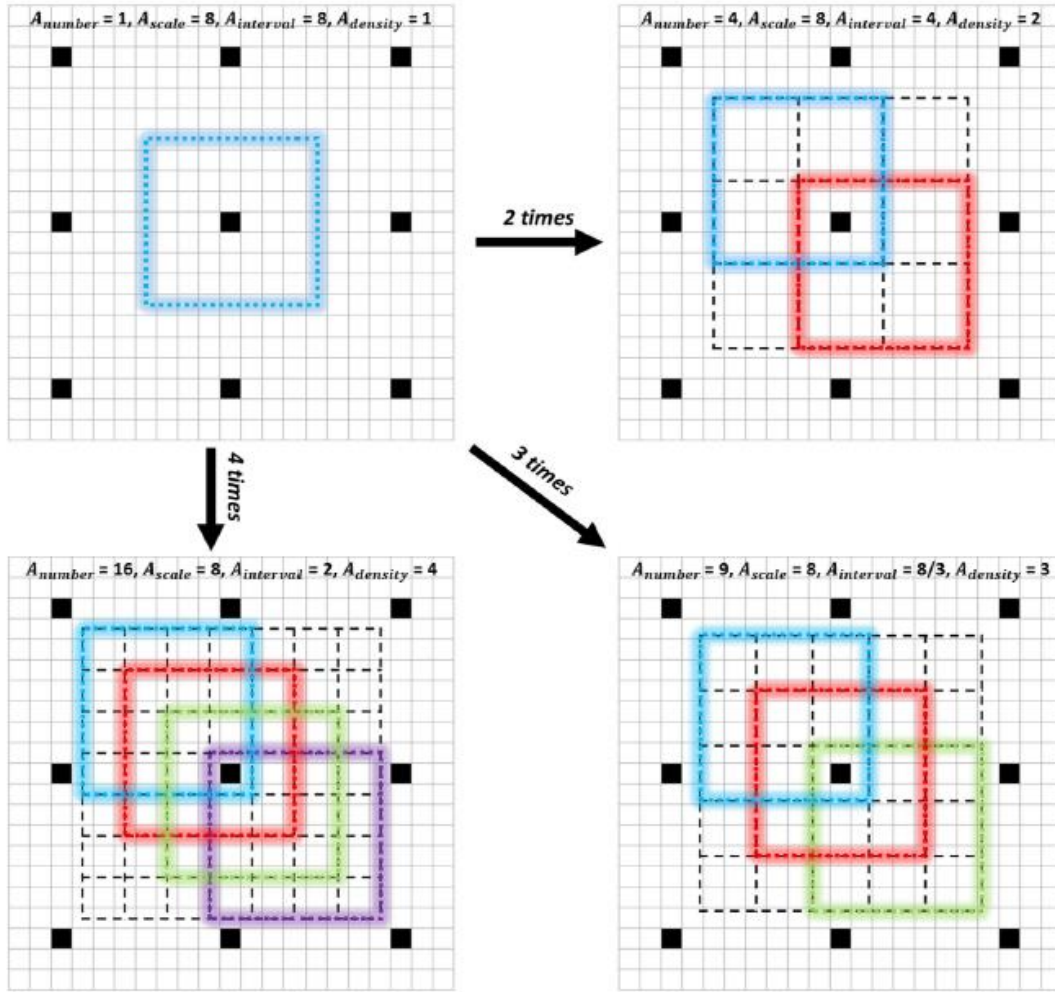 A_number = 1, A_scale = 8, A_interval = 8, A_density = 1
A_number = 4, A_scale = 8, A_interval = 4, A_density = 2
2 times
4 times
3 times
A_number = 16, A_scale = 8, A_interval = 2, A_density = 4
A_number = 9, A_scale = 8, A_interval = 8/3, A_density = 3